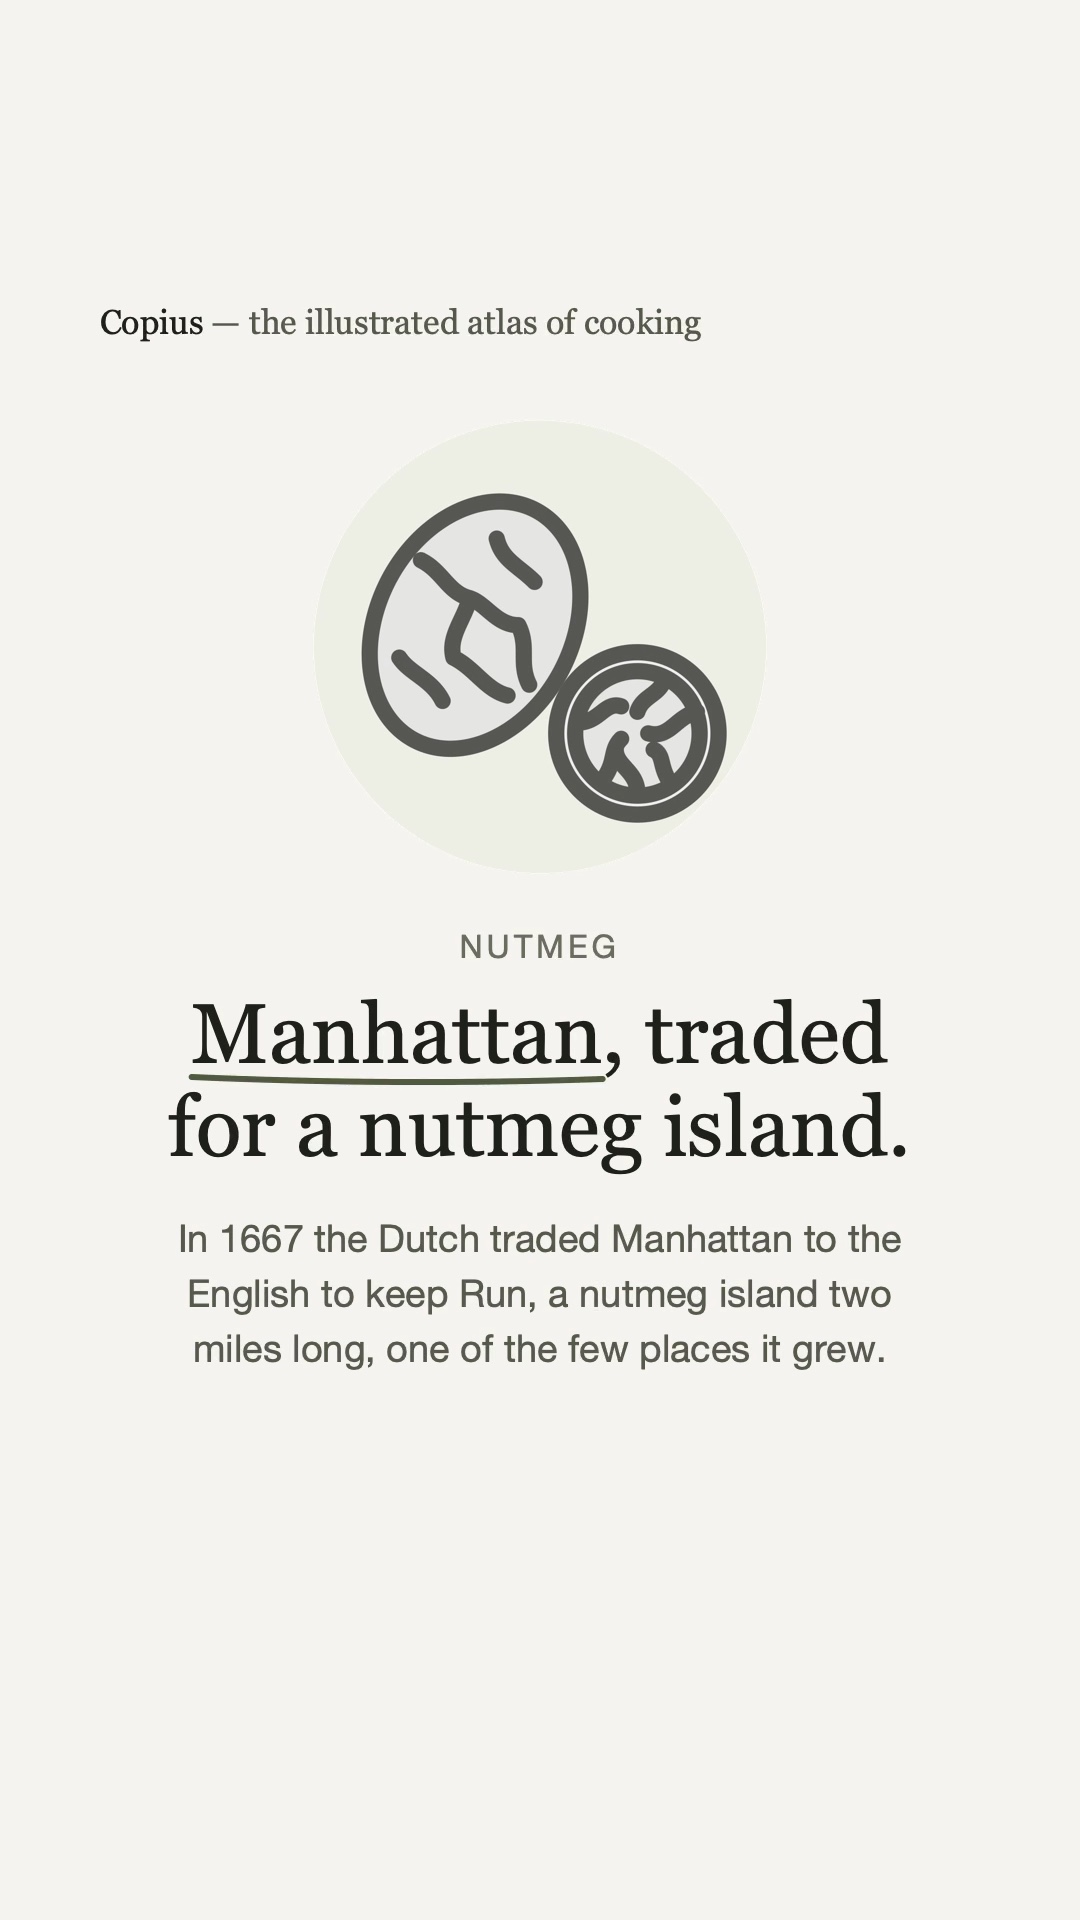 Copius — the illustrated atlas of cooking
NUTMEG
Manhattan, traded
for a nutmeg island.
In 1667 the Dutch traded Manhattan to the
English to keep Run, a nutmeg island two
miles long, one of the few places it grew.